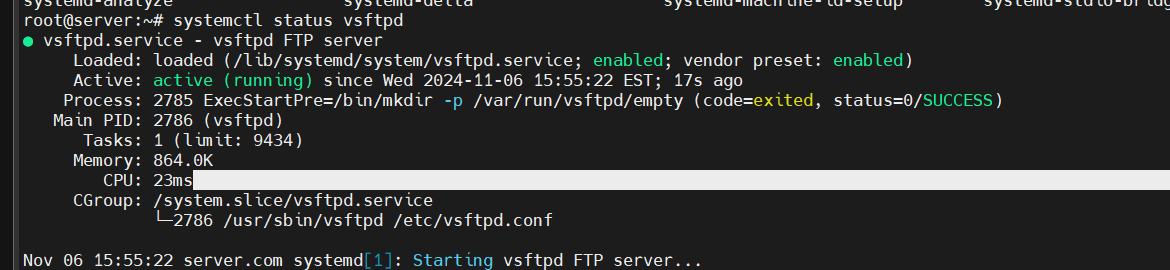 systemd-analyze systemd-delta systemd-machine-id-setup systemd-stdio-bridg
root@server:~# systemctl status vsftpd
● vsftpd.service - vsftpd FTP server
Loaded: loaded (/lib/systemd/system/vsftpd.service; enabled; vendor preset: enabled)
Active: active (running) since Wed 2024-11-06 15:55:22 EST; 17s ago
Process: 2785 ExecStartPre=/bin/mkdir -p /var/run/vsftpd/empty (code=exited, status=0/SUCCESS)
Main PID: 2786 (vsftpd)
Tasks: 1 (limit: 9434)
Memory: 864.0K
CPU: 23ms
CGroup: /system.slice/vsftpd.service
└─2786 /usr/sbin/vsftpd /etc/vsftpd.conf
Nov 06 15:55:22 server.com systemd[1]: Starting vsftpd FTP server...